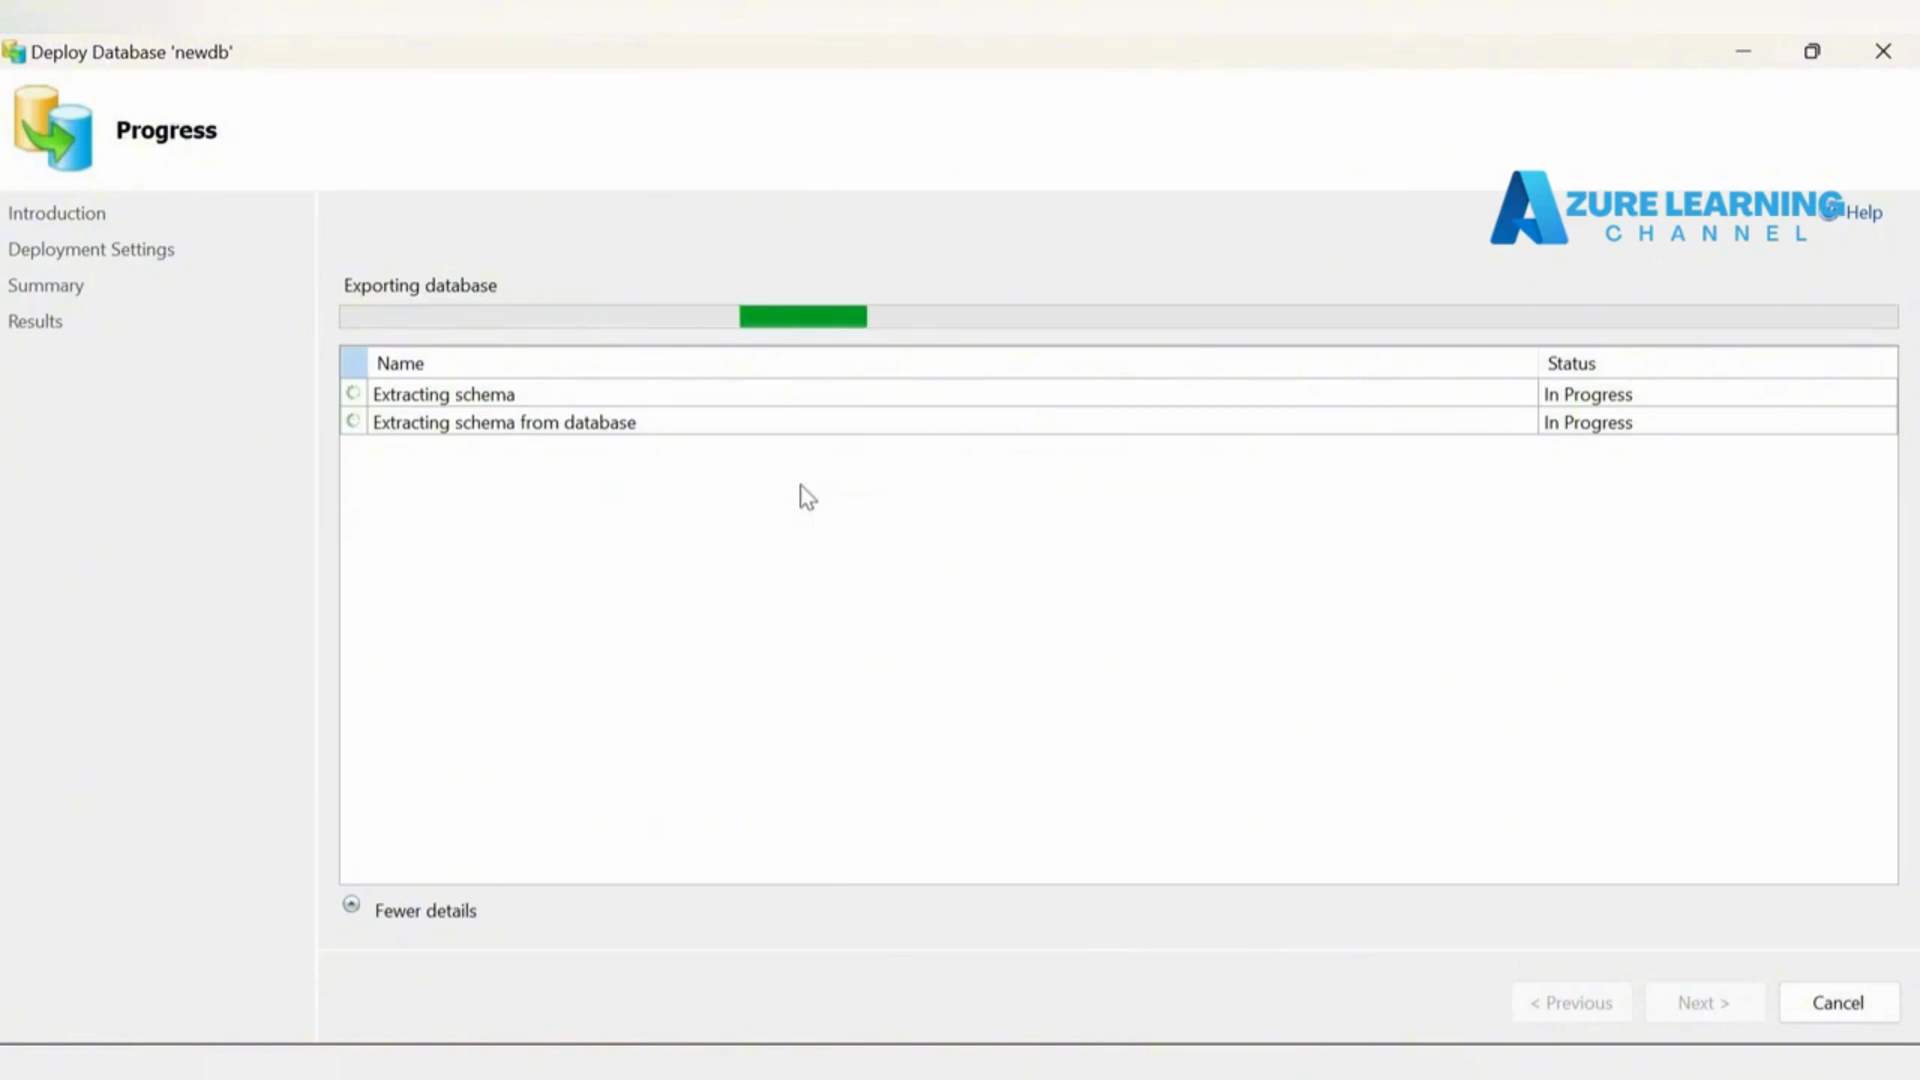 Deploy Database 'newdb'
Progress
AZURE LEARNING
CHANNEL
Help
Introduction
Deployment Settings
Summary
Results
Exporting database
Name Status
Extracting schema In Progress
Extracting schema from database In Progress
Fewer details
< Previous Next > Cancel